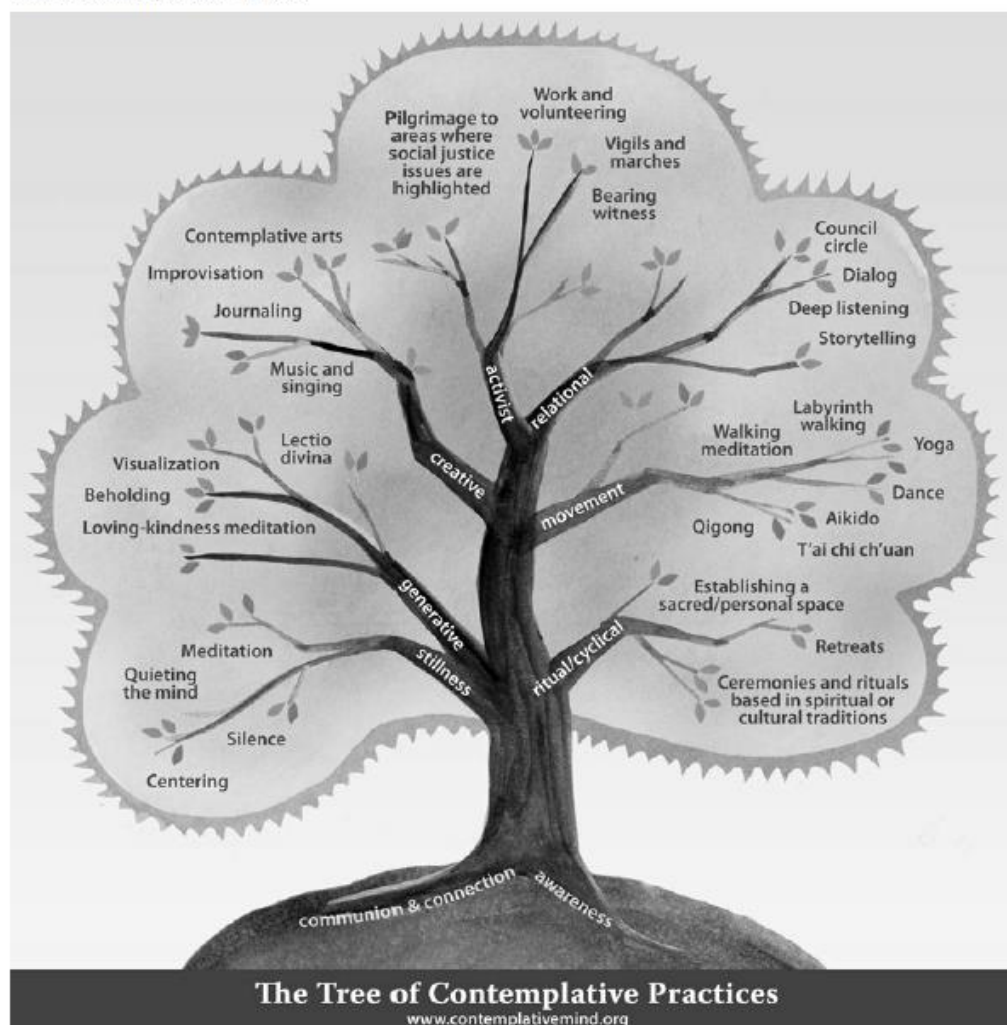 Work and
volunteering
Pilgrimage to
areas where
social justice
issues are
highlighted
Vigils and
marches
Bearing
witness
Contemplative arts
Improvisation
Journaling
Music and
singing
Council
circle
Dialog
Deep listening
Storytelling
activist
relational
creative
Lectio
divina
Visualization
Beholding
Loving-kindness meditation
generative
Labyrinth
walking
Walking
meditation
Yoga
Dance
Aikido
Qigong
T'ai chi ch'uan
movement
Meditation
Quieting
the mind
Silence
Centering
stillness
Establishing a
sacred/personal space
Retreats
Ceremonies and rituals
based in spiritual or
cultural traditions
ritual/cyclical
communion & connection
awareness
The Tree of Contemplative Practices
www.contemplativemind.org